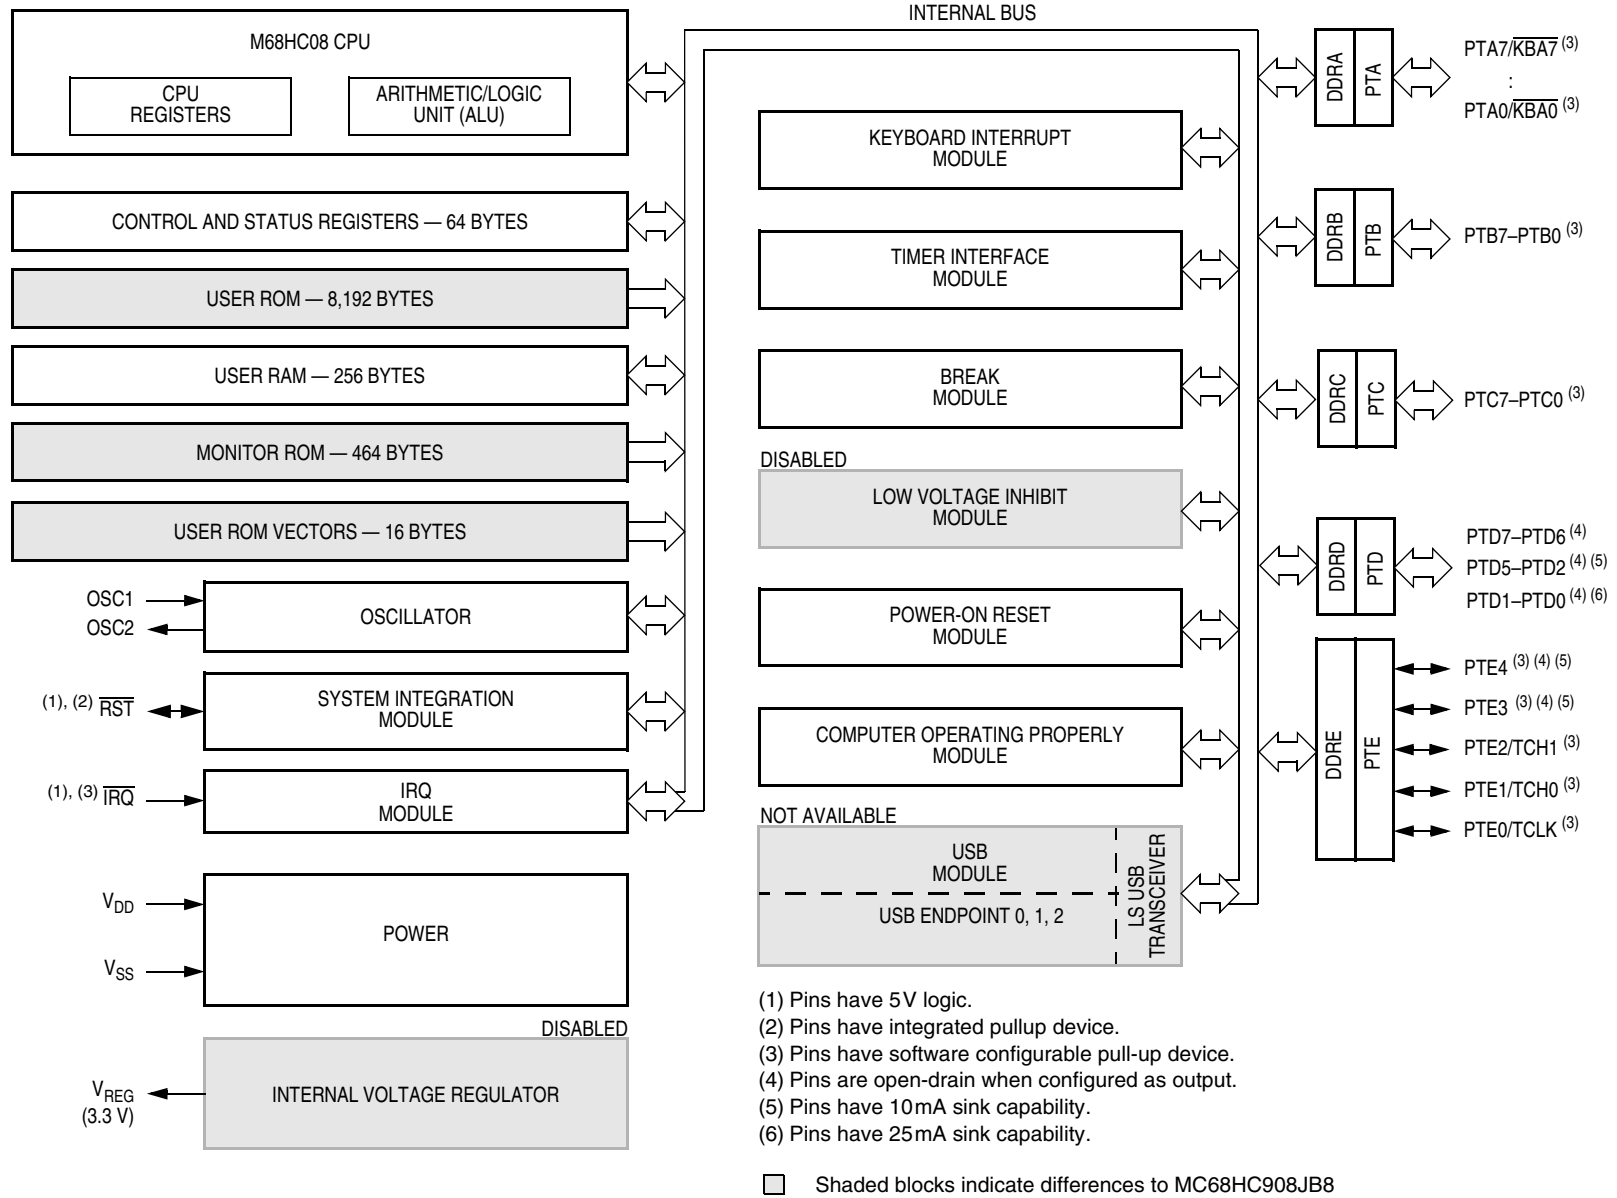 INTERNAL BUS
M68HC08 CPU
CPU
REGISTERS
ARITHMETIC/LOGIC
UNIT (ALU)
CONTROL AND STATUS REGISTERS — 64 BYTES
USER ROM — 8,192 BYTES
USER RAM — 256 BYTES
MONITOR ROM — 464 BYTES
USER ROM VECTORS — 16 BYTES
OSC1
OSC2
OSCILLATOR
(1), (2) RST
SYSTEM INTEGRATION
MODULE
(1), (3) IRQ
IRQ
MODULE
VDD
VSS
POWER
DISABLED
VREG
(3.3 V)
INTERNAL VOLTAGE REGULATOR
KEYBOARD INTERRUPT
MODULE
TIMER INTERFACE
MODULE
BREAK
MODULE
DISABLED
LOW VOLTAGE INHIBIT
MODULE
POWER-ON RESET
MODULE
COMPUTER OPERATING PROPERLY
MODULE
NOT AVAILABLE
USB
MODULE
USB ENDPOINT 0, 1, 2
LS USB
TRANSCEIVER
DDRA
PTA
PTA7/KBA7 (3)
:
PTA0/KBA0 (3)
DDRB
PTB
PTB7–PTB0 (3)
DDRC
PTC
PTC7–PTC0 (3)
DDRD
PTD
PTD7–PTD6 (4)
PTD5–PTD2 (4) (5)
PTD1–PTD0 (4) (6)
DDRE
PTE
PTE4 (3) (4) (5)
PTE3 (3) (4) (5)
PTE2/TCH1 (3)
PTE1/TCH0 (3)
PTE0/TCLK (3)
(1) Pins have 5V logic.
(2) Pins have integrated pullup device.
(3) Pins have software configurable pull-up device.
(4) Pins are open-drain when configured as output.
(5) Pins have 10mA sink capability.
(6) Pins have 25mA sink capability.
Shaded blocks indicate differences to MC68HC908JB8